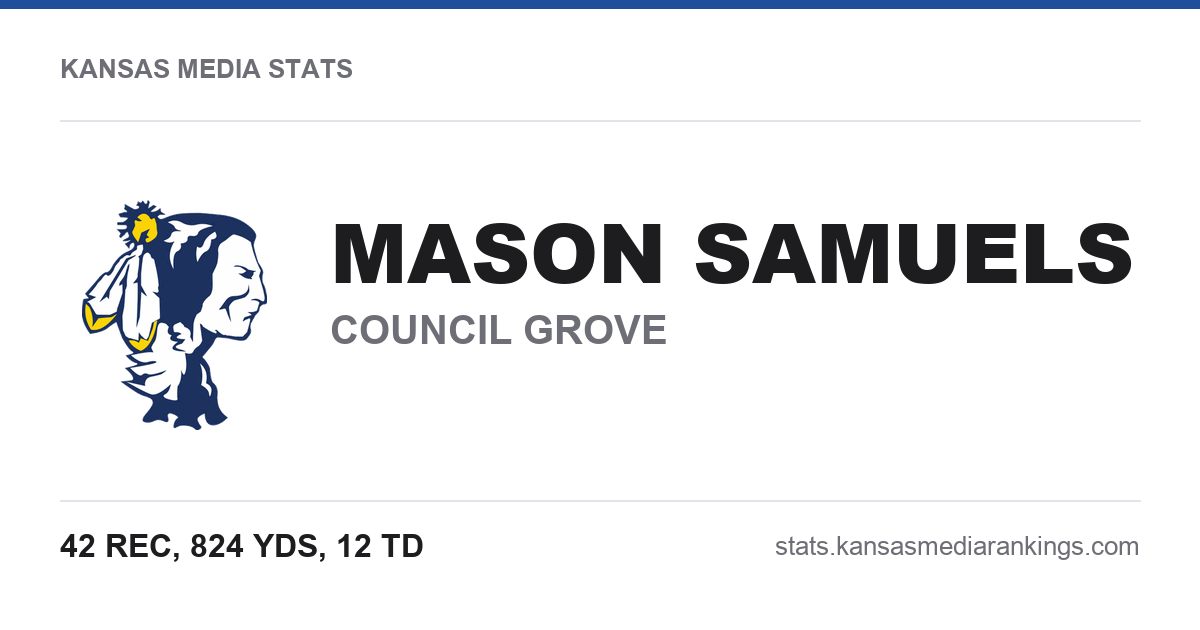 KANSAS MEDIA STATS
MASON SAMUELS
COUNCIL GROVE
42 REC, 824 YDS, 12 TD
stats.kansasmediarankings.com